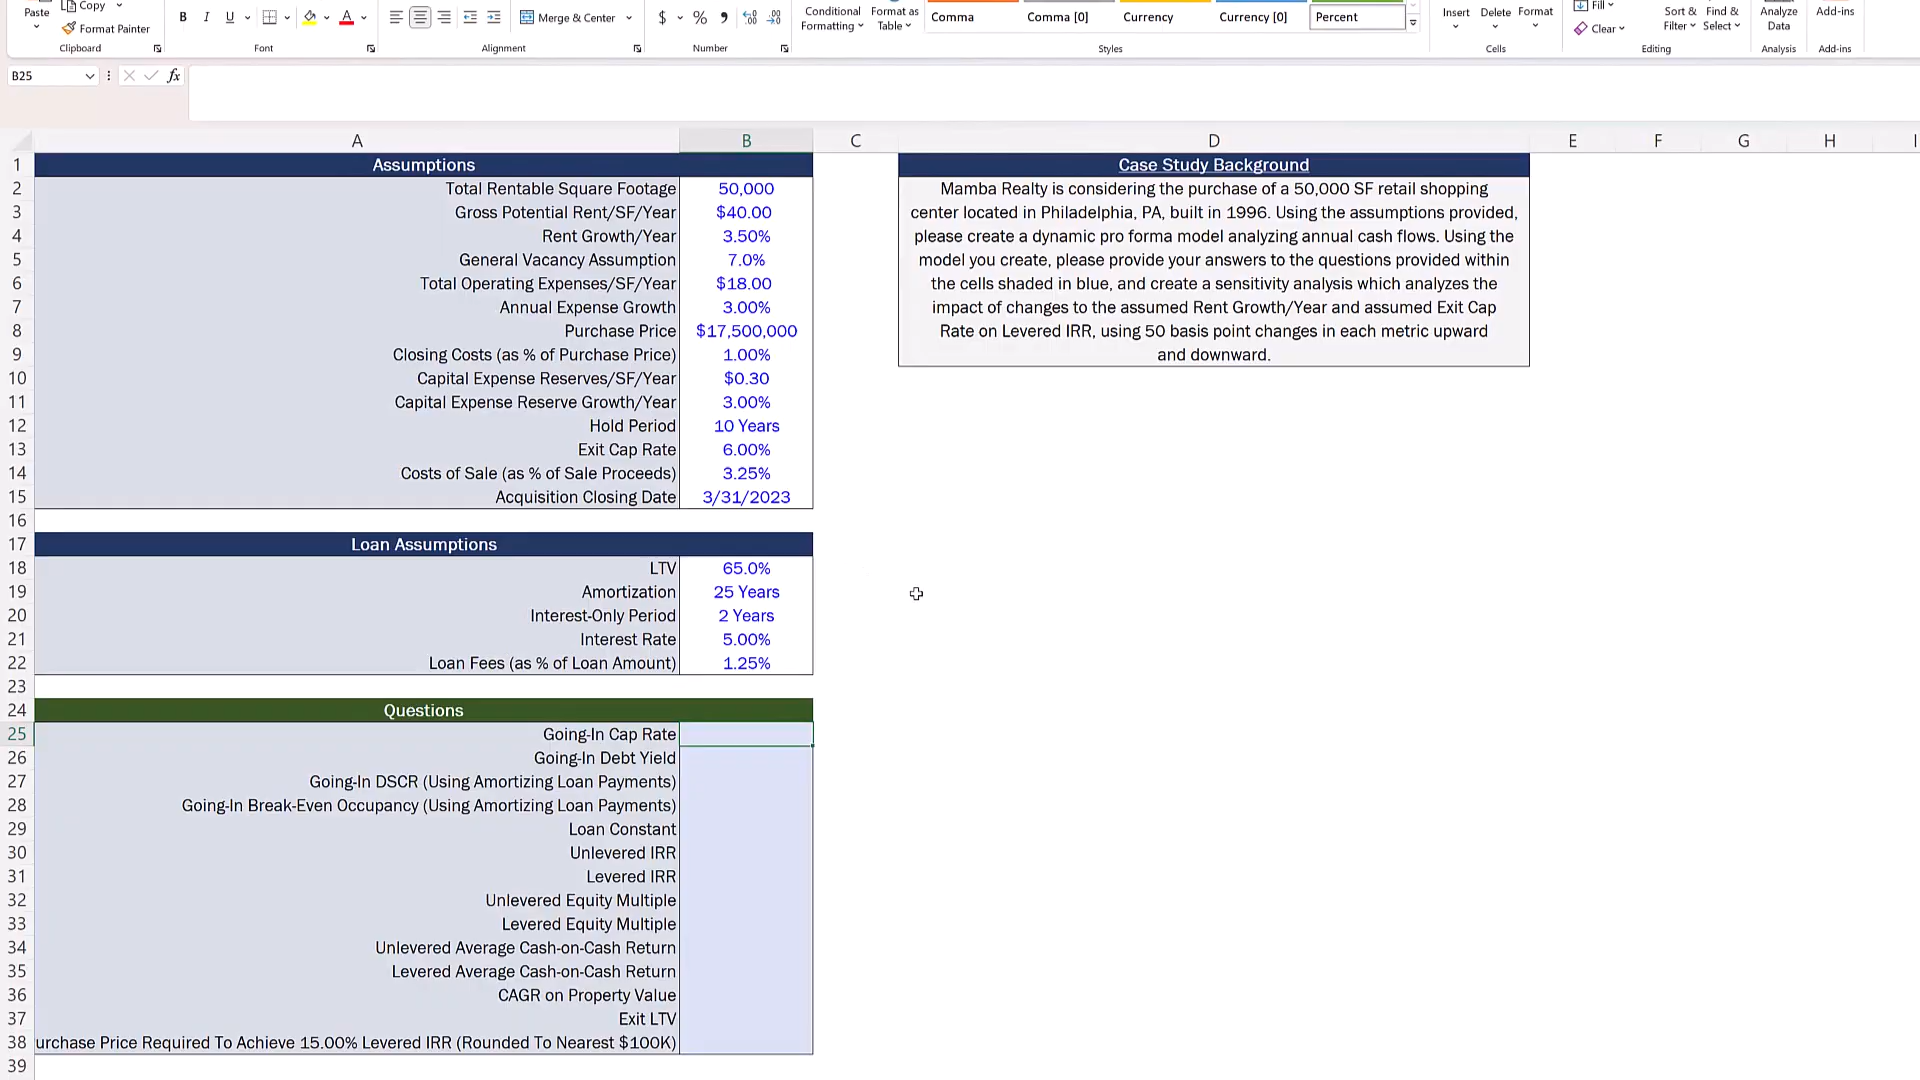 Paste
Copy
Format Painter
Clipboard
B I U
A
Font
Merge & Center
Alignment
$ % 9
Number
Conditional
Formatting
Format as
Table
Comma
Comma [0]
Currency
Currency [0]
Percent
Styles
Insert
Delete
Format
Cells
Fill
Clear
Sort &
Filter
Find &
Select
Editing
Analyze
Data
Analysis
Add-ins
Add-ins
B25
fx
A B C D E F G H I
1 Assumptions
2 Total Rentable Square Footage 50,000
3 Gross Potential Rent/SF/Year $40.00
4 Rent Growth/Year 3.50%
5 General Vacancy Assumption 7.0%
6 Total Operating Expenses/SF/Year $18.00
7 Annual Expense Growth 3.00%
8 Purchase Price $17,500,000
9 Closing Costs (as % of Purchase Price) 1.00%
10 Capital Expense Reserves/SF/Year $0.30
11 Capital Expense Reserve Growth/Year 3.00%
12 Hold Period 10 Years
13 Exit Cap Rate 6.00%
14 Costs of Sale (as % of Sale Proceeds) 3.25%
15 Acquisition Closing Date 3/31/2023
16
17 Loan Assumptions
18 LTV 65.0%
19 Amortization 25 Years
20 Interest-Only Period 2 Years
21 Interest Rate 5.00%
22 Loan Fees (as % of Loan Amount) 1.25%
23
24 Questions
25 Going-In Cap Rate
26 Going-In Debt Yield
27 Going-In DSCR (Using Amortizing Loan Payments)
28 Going-In Break-Even Occupancy (Using Amortizing Loan Payments)
29 Loan Constant
30 Unlevered IRR
31 Levered IRR
32 Unlevered Equity Multiple
33 Levered Equity Multiple
34 Unlevered Average Cash-on-Cash Return
35 Levered Average Cash-on-Cash Return
36 CAGR on Property Value
37 Exit LTV
38 urchase Price Required To Achieve 15.00% Levered IRR (Rounded To Nearest $100K)
39
Case Study Background
Mamba Realty is considering the purchase of a 50,000 SF retail shopping
center located in Philadelphia, PA, built in 1996. Using the assumptions provided,
please create a dynamic pro forma model analyzing annual cash flows. Using the
model you create, please provide your answers to the questions provided within
the cells shaded in blue, and create a sensitivity analysis which analyzes the
impact of changes to the assumed Rent Growth/Year and assumed Exit Cap
Rate on Levered IRR, using 50 basis point changes in each metric upward
and downward.